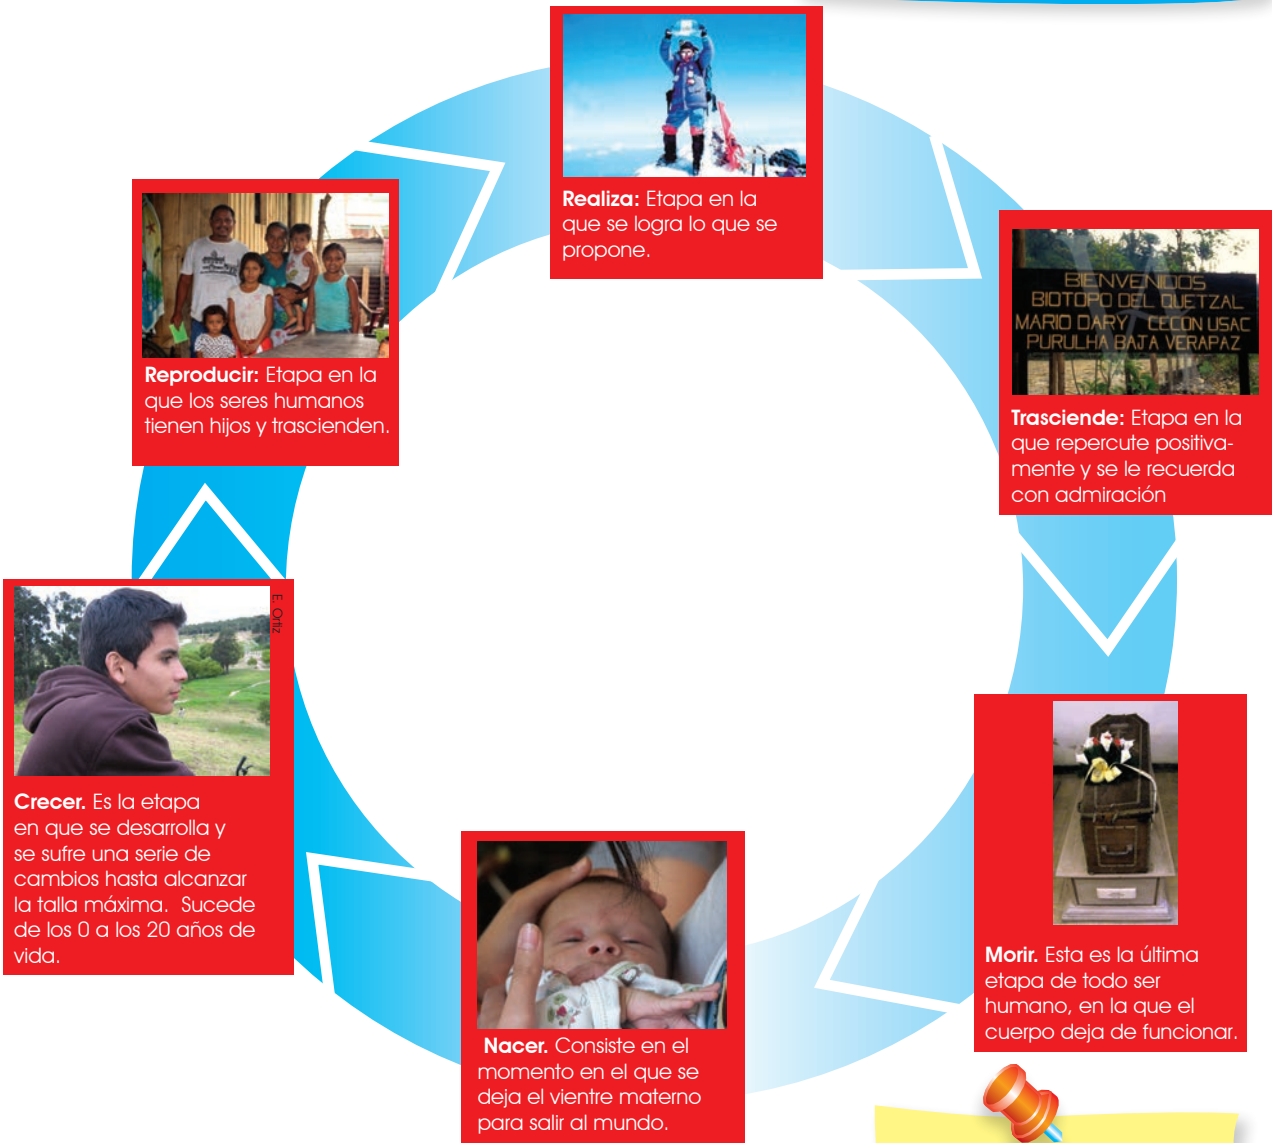 Realiza: Etapa en la
que se logra lo que se
propone.
BIENVENIDOS
BIOTOPO DEL QUETZAL
MARIO DARY CECON USAC
PURULHA BAJA VERAPAZ
Trasciende: Etapa en la
que repercute positiva-
mente y se le recuerda
con admiración
Reproducir: Etapa en la
que los seres humanos
tienen hijos y trascienden.
E. Ortiz
Crecer. Es la etapa
en que se desarrolla y
se sufre una serie de
cambios hasta alcanzar
la talla máxima. Sucede
de los 0 a los 20 años de
vida.
Nacer. Consiste en el
momento en el que se
deja el vientre materno
para salir al mundo.
Morir. Esta es la última
etapa de todo ser
humano, en la que el
cuerpo deja de funcionar.